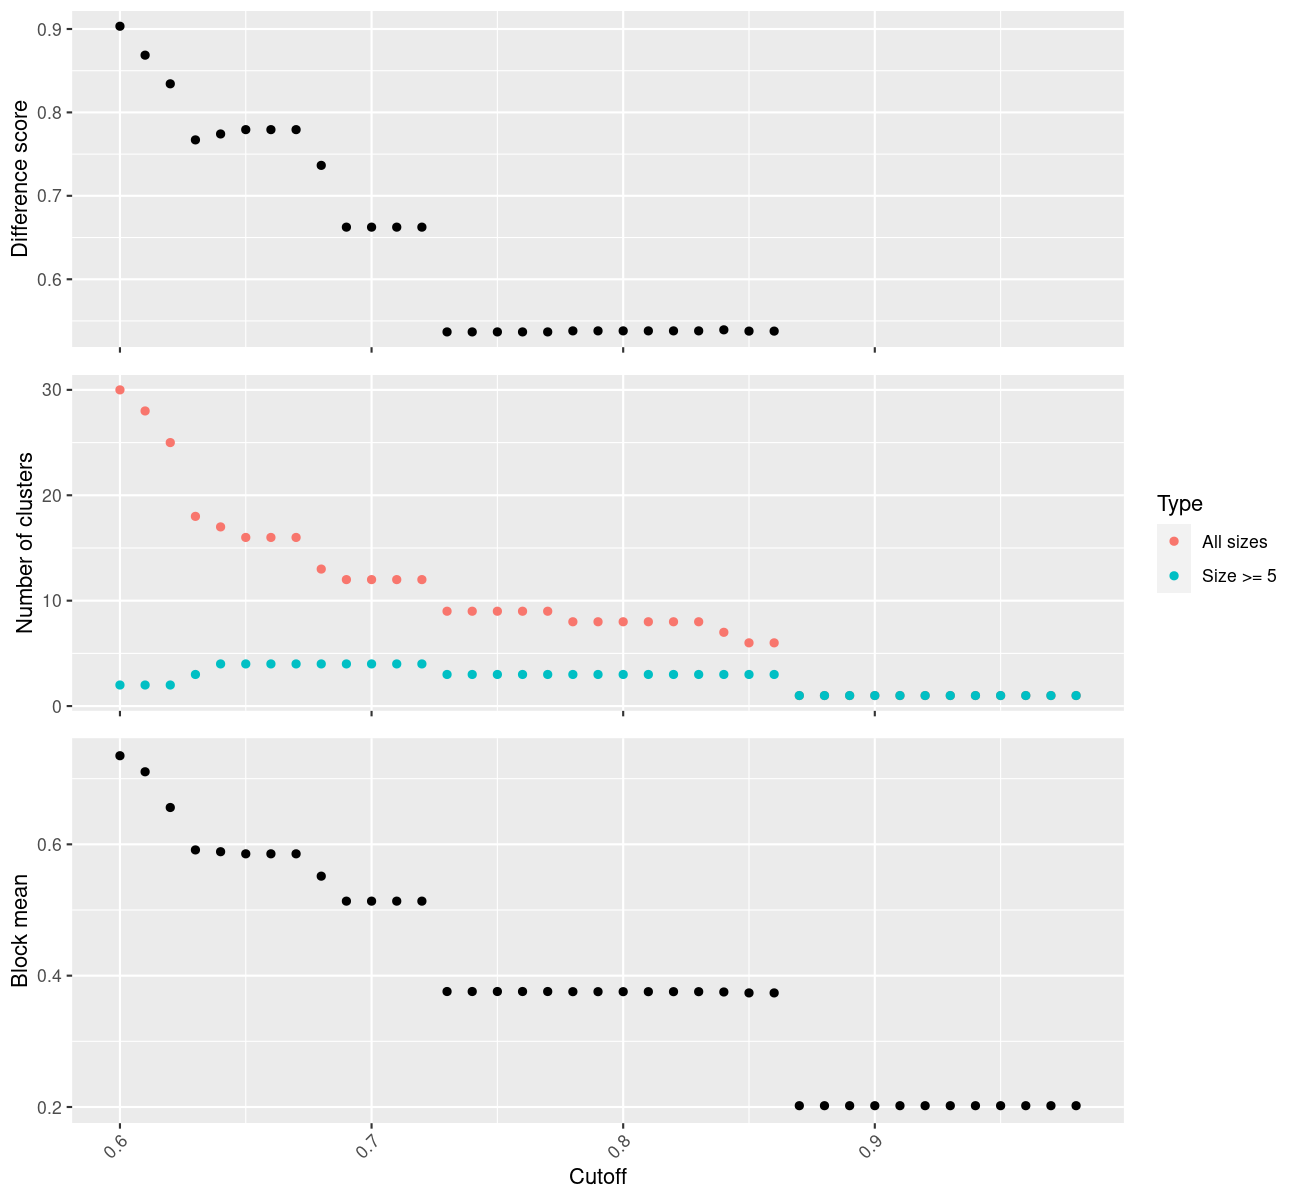 Difference score
0.9
0.8
0.7
0.6
Number of clusters
30
20
10
0
Type
All sizes
Size >= 5
Block mean
0.6
0.4
0.2
0.6
0.7
0.8
0.9
Cutoff